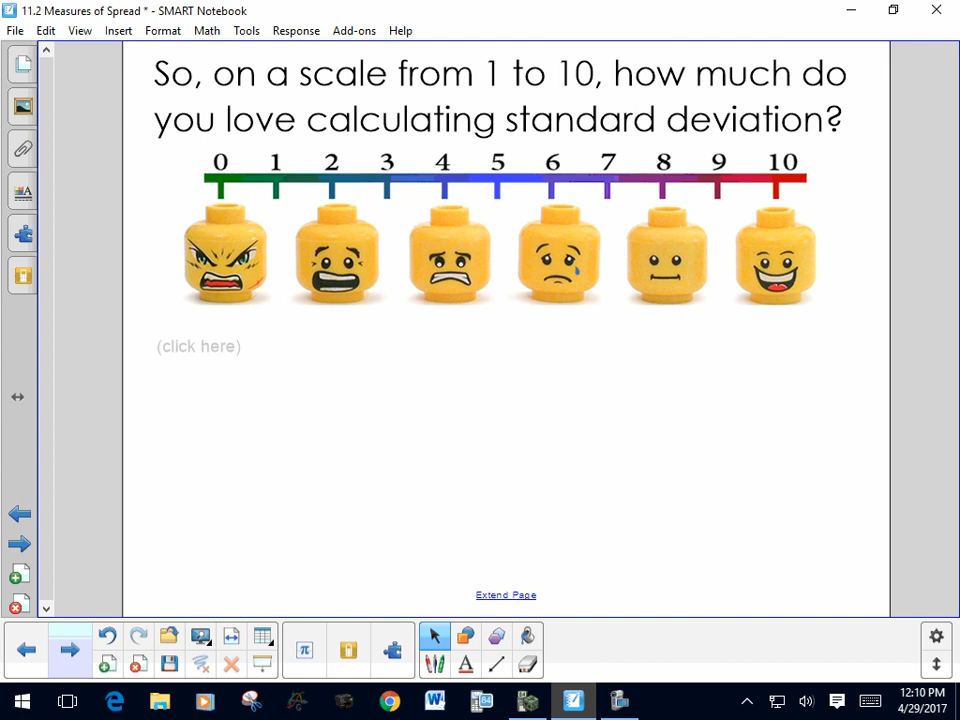 11.2 Measures of Spread * - SMART Notebook
File Edit View Insert Format Math Tools Response Add-ons Help
So, on a scale from 1 to 10, how much do
you love calculating standard deviation?
0 1 2 3 4 5 6 7 8 9 10
(click here)
Extend Page
12:10 PM
4/29/2017